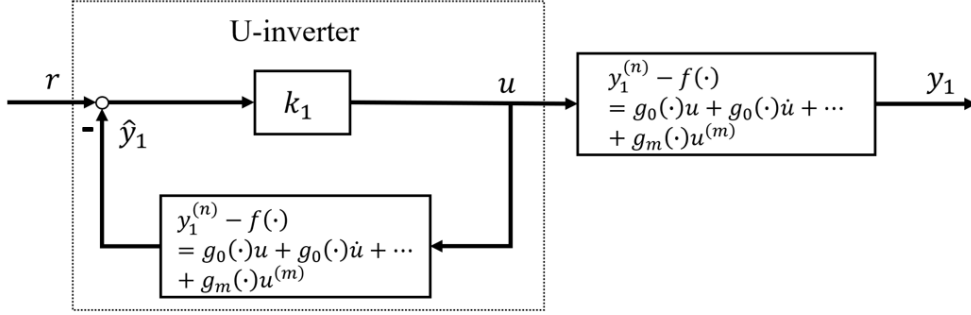 U-inverter
r
-
ŷ₁
k₁
u
y₁⁽ⁿ⁾ − f(·)
= g₀(·)u + g₀(·)u̇ + ⋯
+ gₘ(·)u⁽ᵐ⁾
y₁
y₁⁽ⁿ⁾ − f(·)
= g₀(·)u + g₀(·)u̇ + ⋯
+ gₘ(·)u⁽ᵐ⁾